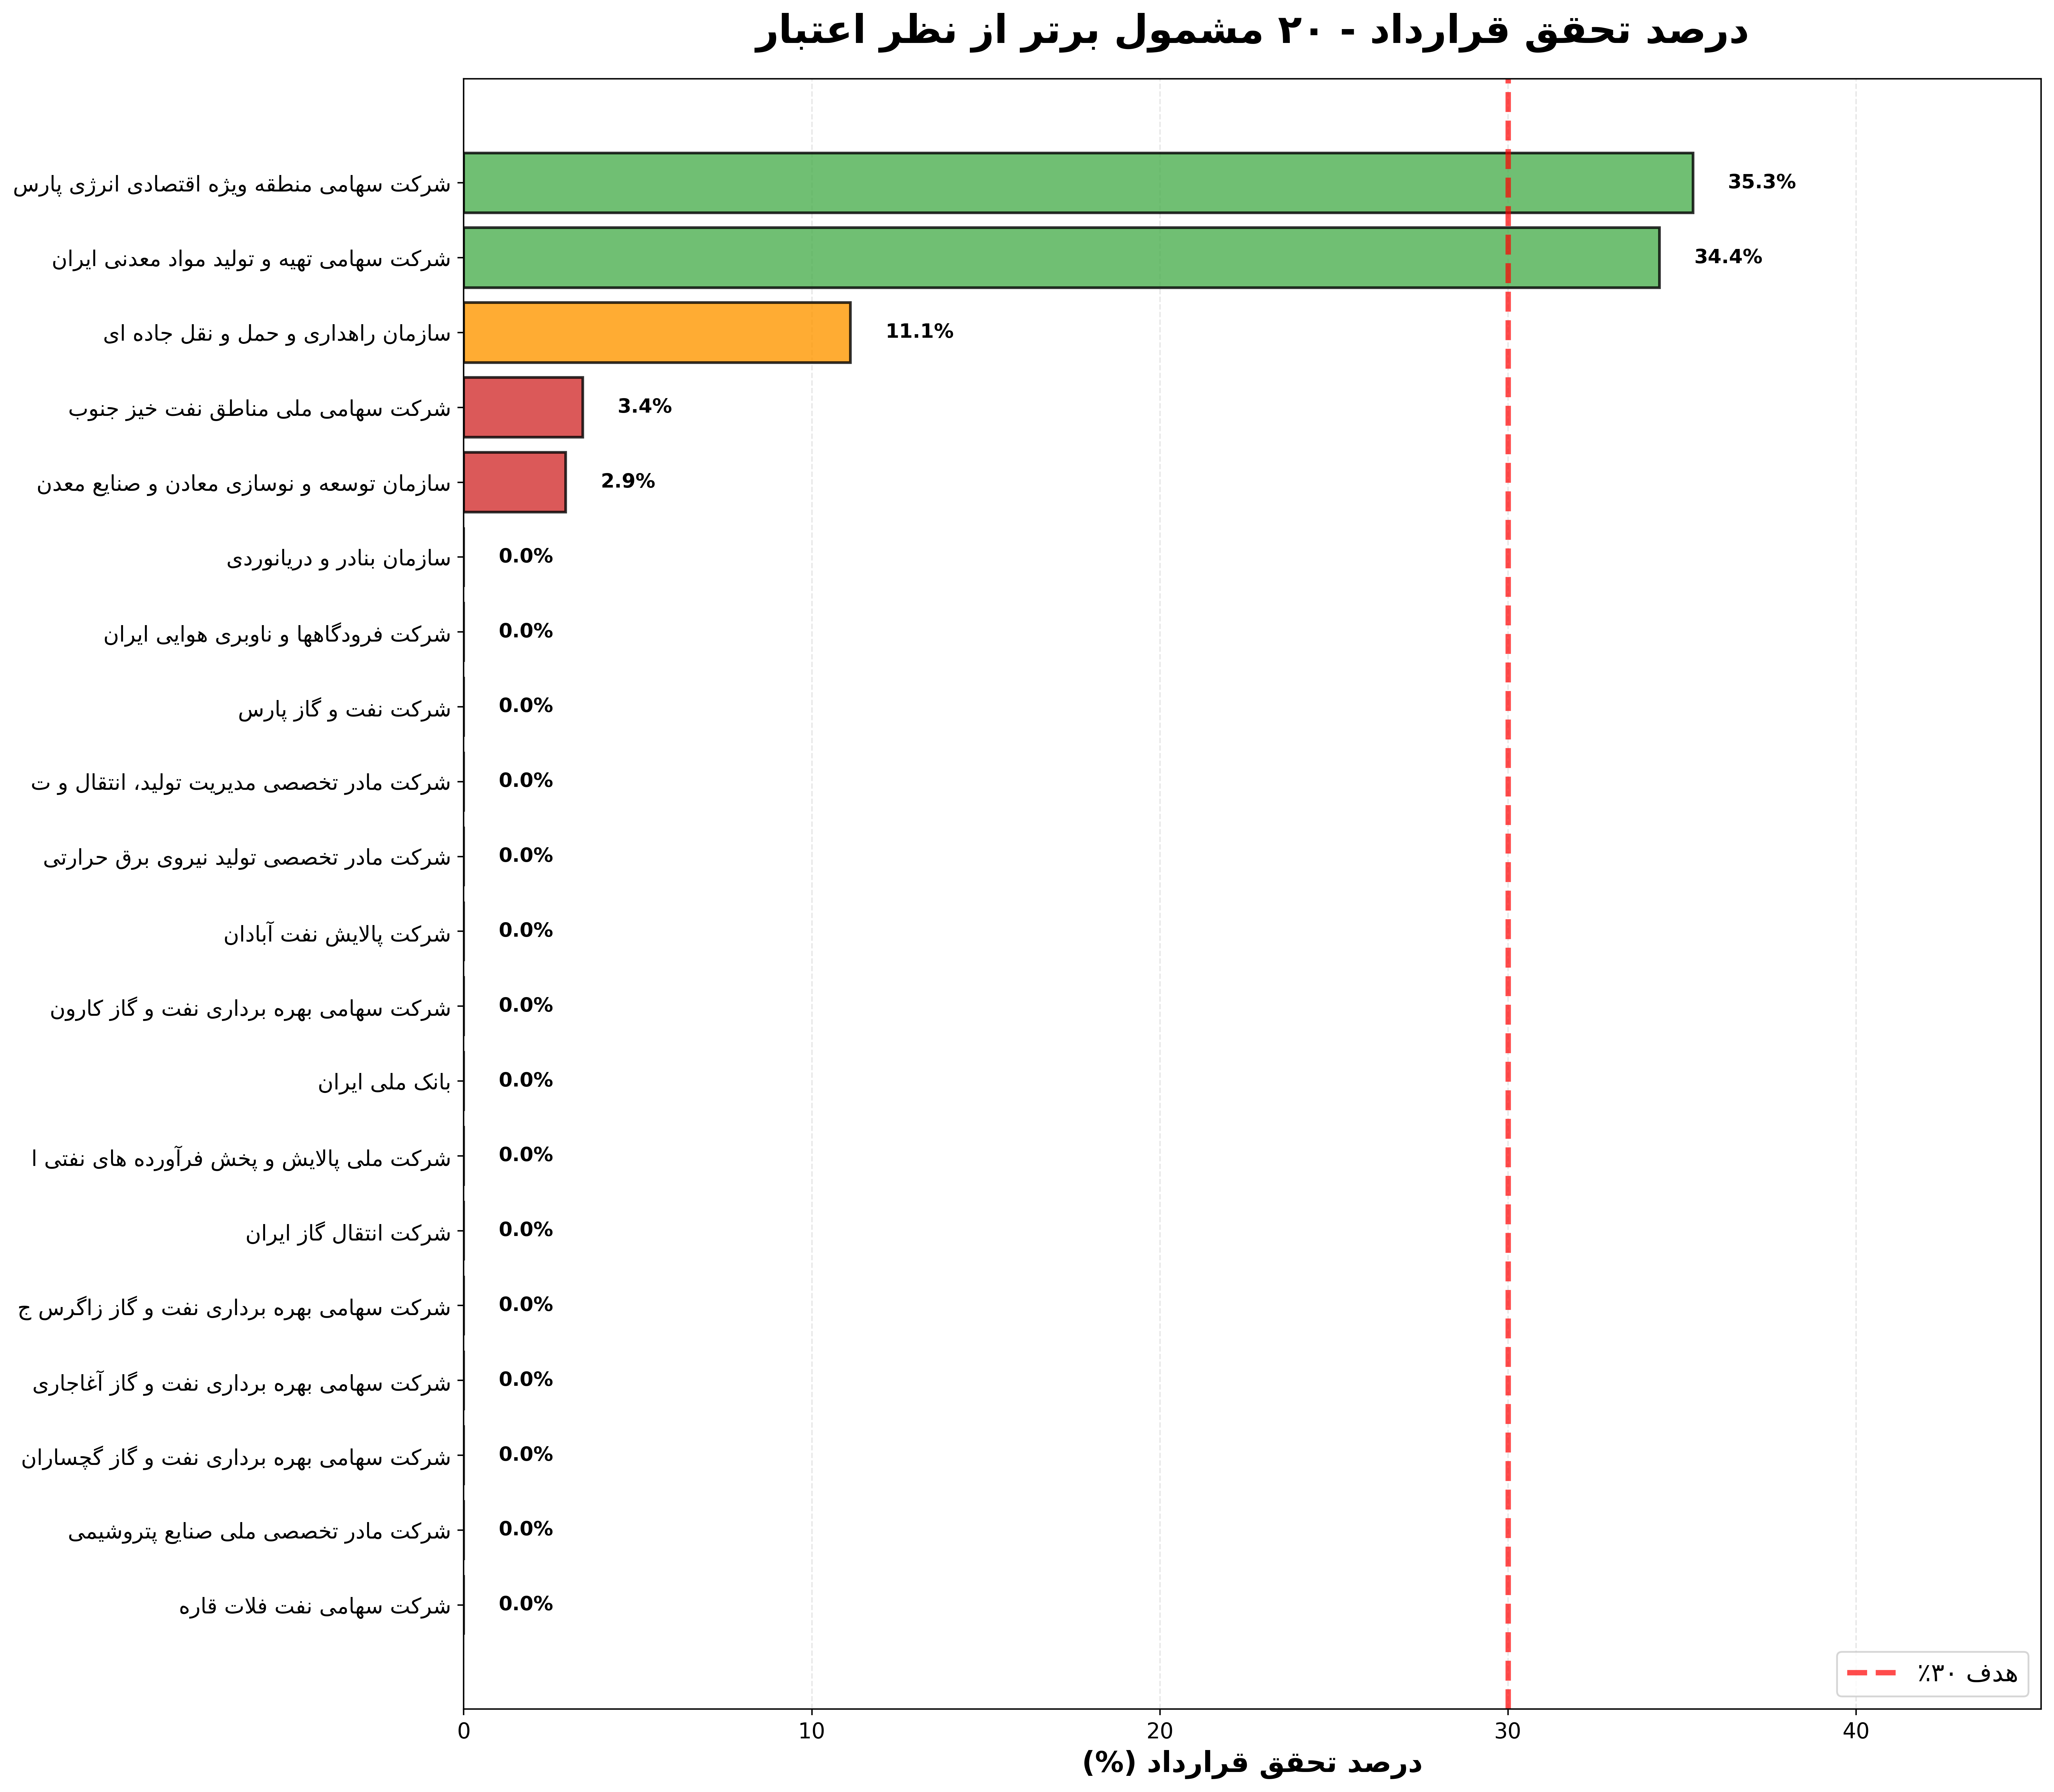 درصد تحقق قرارداد - ۲۰ مشمول برتر از نظر اعتبار
شرکت سهامی منطقه ویژه اقتصادی انرژی پارس
35.3%
شرکت سهامی تهیه و تولید مواد معدنی ایران
34.4%
سازمان راهداری و حمل و نقل جاده ای
11.1%
شرکت سهامی ملی مناطق نفت خیز جنوب
3.4%
سازمان توسعه و نوسازی معادن و صنایع معدن
2.9%
سازمان بنادر و دریانوردی
0.0%
شرکت فرودگاهها و ناوبری هوایی ایران
0.0%
شرکت نفت و گاز پارس
0.0%
شرکت مادر تخصصی مدیریت تولید، انتقال و ت
0.0%
شرکت مادر تخصصی تولید نیروی برق حرارتی
0.0%
شرکت پالایش نفت آبادان
0.0%
شرکت سهامی بهره برداری نفت و گاز کارون
0.0%
بانک ملی ایران
0.0%
شرکت ملی پالایش و پخش فرآورده های نفتی ا
0.0%
شرکت انتقال گاز ایران
0.0%
شرکت سهامی بهره برداری نفت و گاز زاگرس ج
0.0%
شرکت سهامی بهره برداری نفت و گاز آغاجاری
0.0%
شرکت سهامی بهره برداری نفت و گاز گچساران
0.0%
شرکت مادر تخصصی ملی صنایع پتروشیمی
0.0%
شرکت سهامی نفت فلات قاره
0.0%
هدف ۳۰٪
0 10 20 30 40
درصد تحقق قرارداد (%)